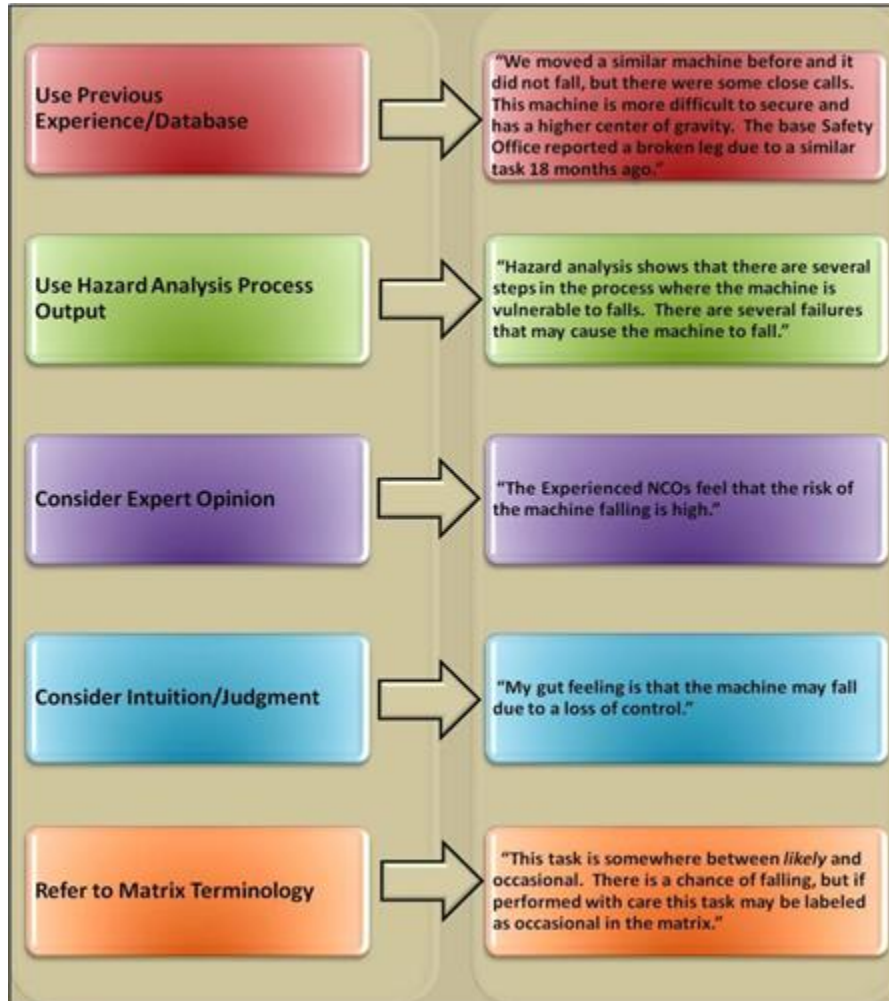 Use Previous
Experience/Database
“We moved a similar machine before and it
did not fall, but there were some close calls.
This machine is more difficult to secure and
has a higher center of gravity.  The base Safety
Office reported a broken leg due to a similar
task 18 months ago.”
Use Hazard Analysis Process
Output
“Hazard analysis shows that there are several
steps in the process where the machine is
vulnerable to falls.  There are several failures
that may cause the machine to fall.”
Consider Expert Opinion
“The Experienced NCOs feel that the risk of
the machine falling is high.”
Consider Intuition/Judgment
“My gut feeling is that the machine may fall
due to a loss of control.”
Refer to Matrix Terminology
“This task is somewhere between likely and
occasional.  There is a chance of falling, but if
performed with care this task may be labeled
as occasional in the matrix.”